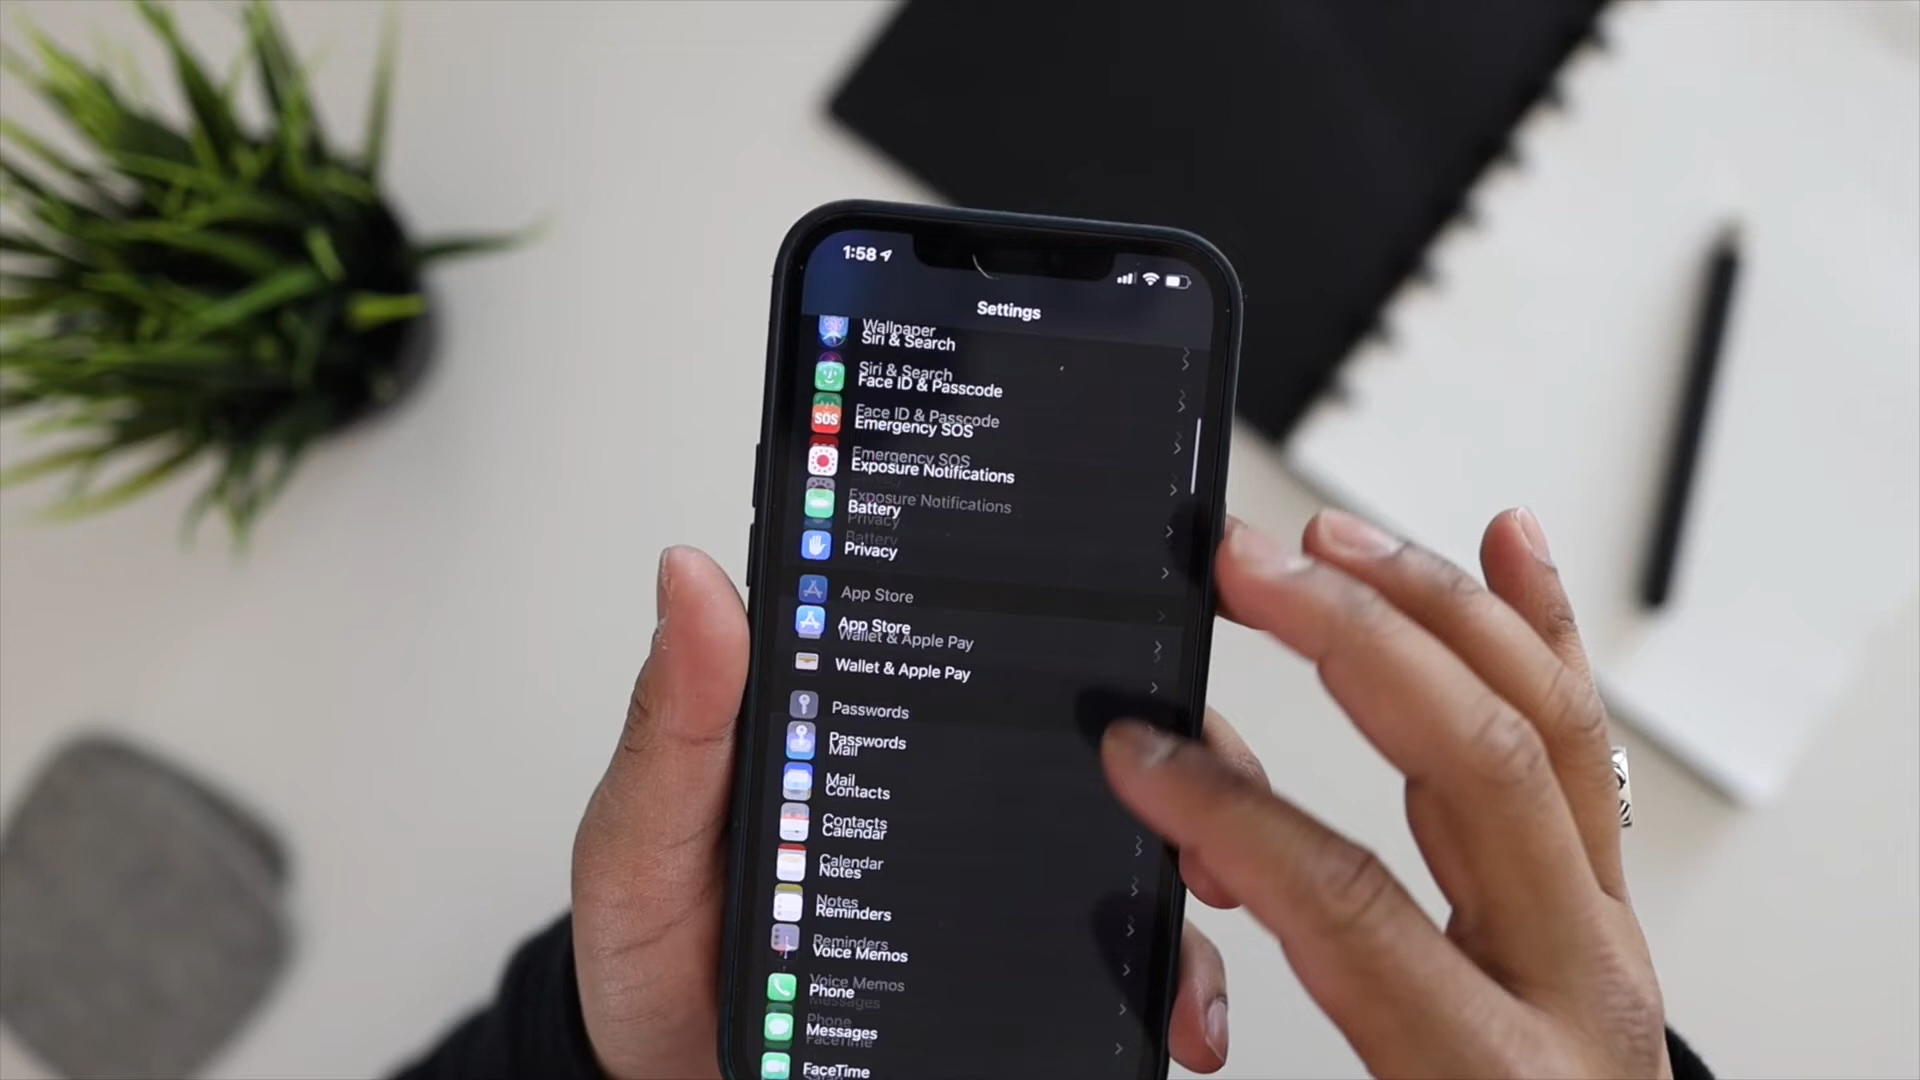 1:58
Settings
Wallpaper
Siri & Search
Siri & Search
Face ID & Passcode
Face ID & Passcode
Emergency SOS
SOS
Emergency SOS
Exposure Notifications
Exposure Notifications
Battery
Privacy
Battery
Privacy
App Store
App Store
Wallet & Apple Pay
Wallet & Apple Pay
Passwords
Passwords
Mail
Mail
Contacts
Contacts
Calendar
Calendar
Notes
Notes
Reminders
Reminders
Voice Memos
Voice Memos
Phone
Messages
Phone
Messages
FaceTime
FaceTime